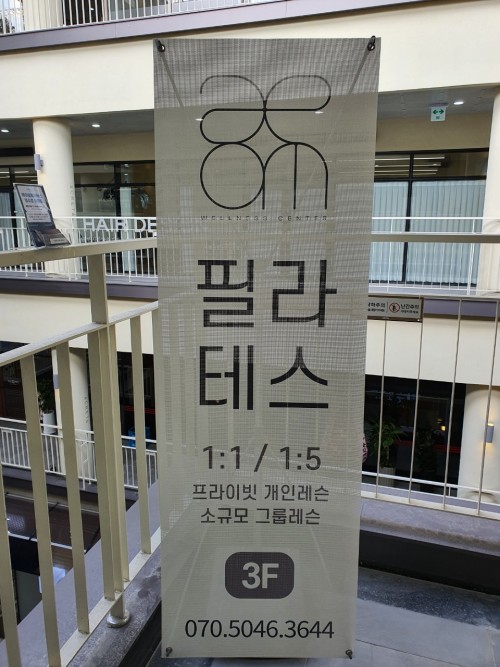 WELLNESS CENTER
필라
테스
1:1 / 1:5
프라이빗 개인레슨
소규모 그룹레슨
3F
070.5046.3644
HAIR DE